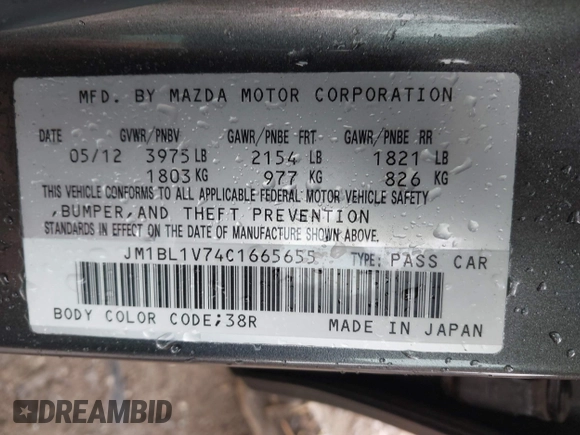 MFD. BY MAZDA MOTOR CORPORATION
DATE GVWR/PNBV GAWR/PNBE FRT GAWR/PNBE RR
05/12 3975 LB 2154 LB 1821 LB
1803 KG 977 KG 826 KG
THIS VEHICLE CONFORMS TO ALL APPLICABLE FEDERAL MOTOR VEHICLE SAFETY
,BUMPER,AND THEFT PREVENTION
STANDARDS IN EFFECT ON THE DATE OF MANUFACTURE SHOWN ABOVE.
JM1BL1V74C1665655 TYPE: PASS CAR
BODY COLOR CODE;38R MADE IN JAPAN
DREAMBID